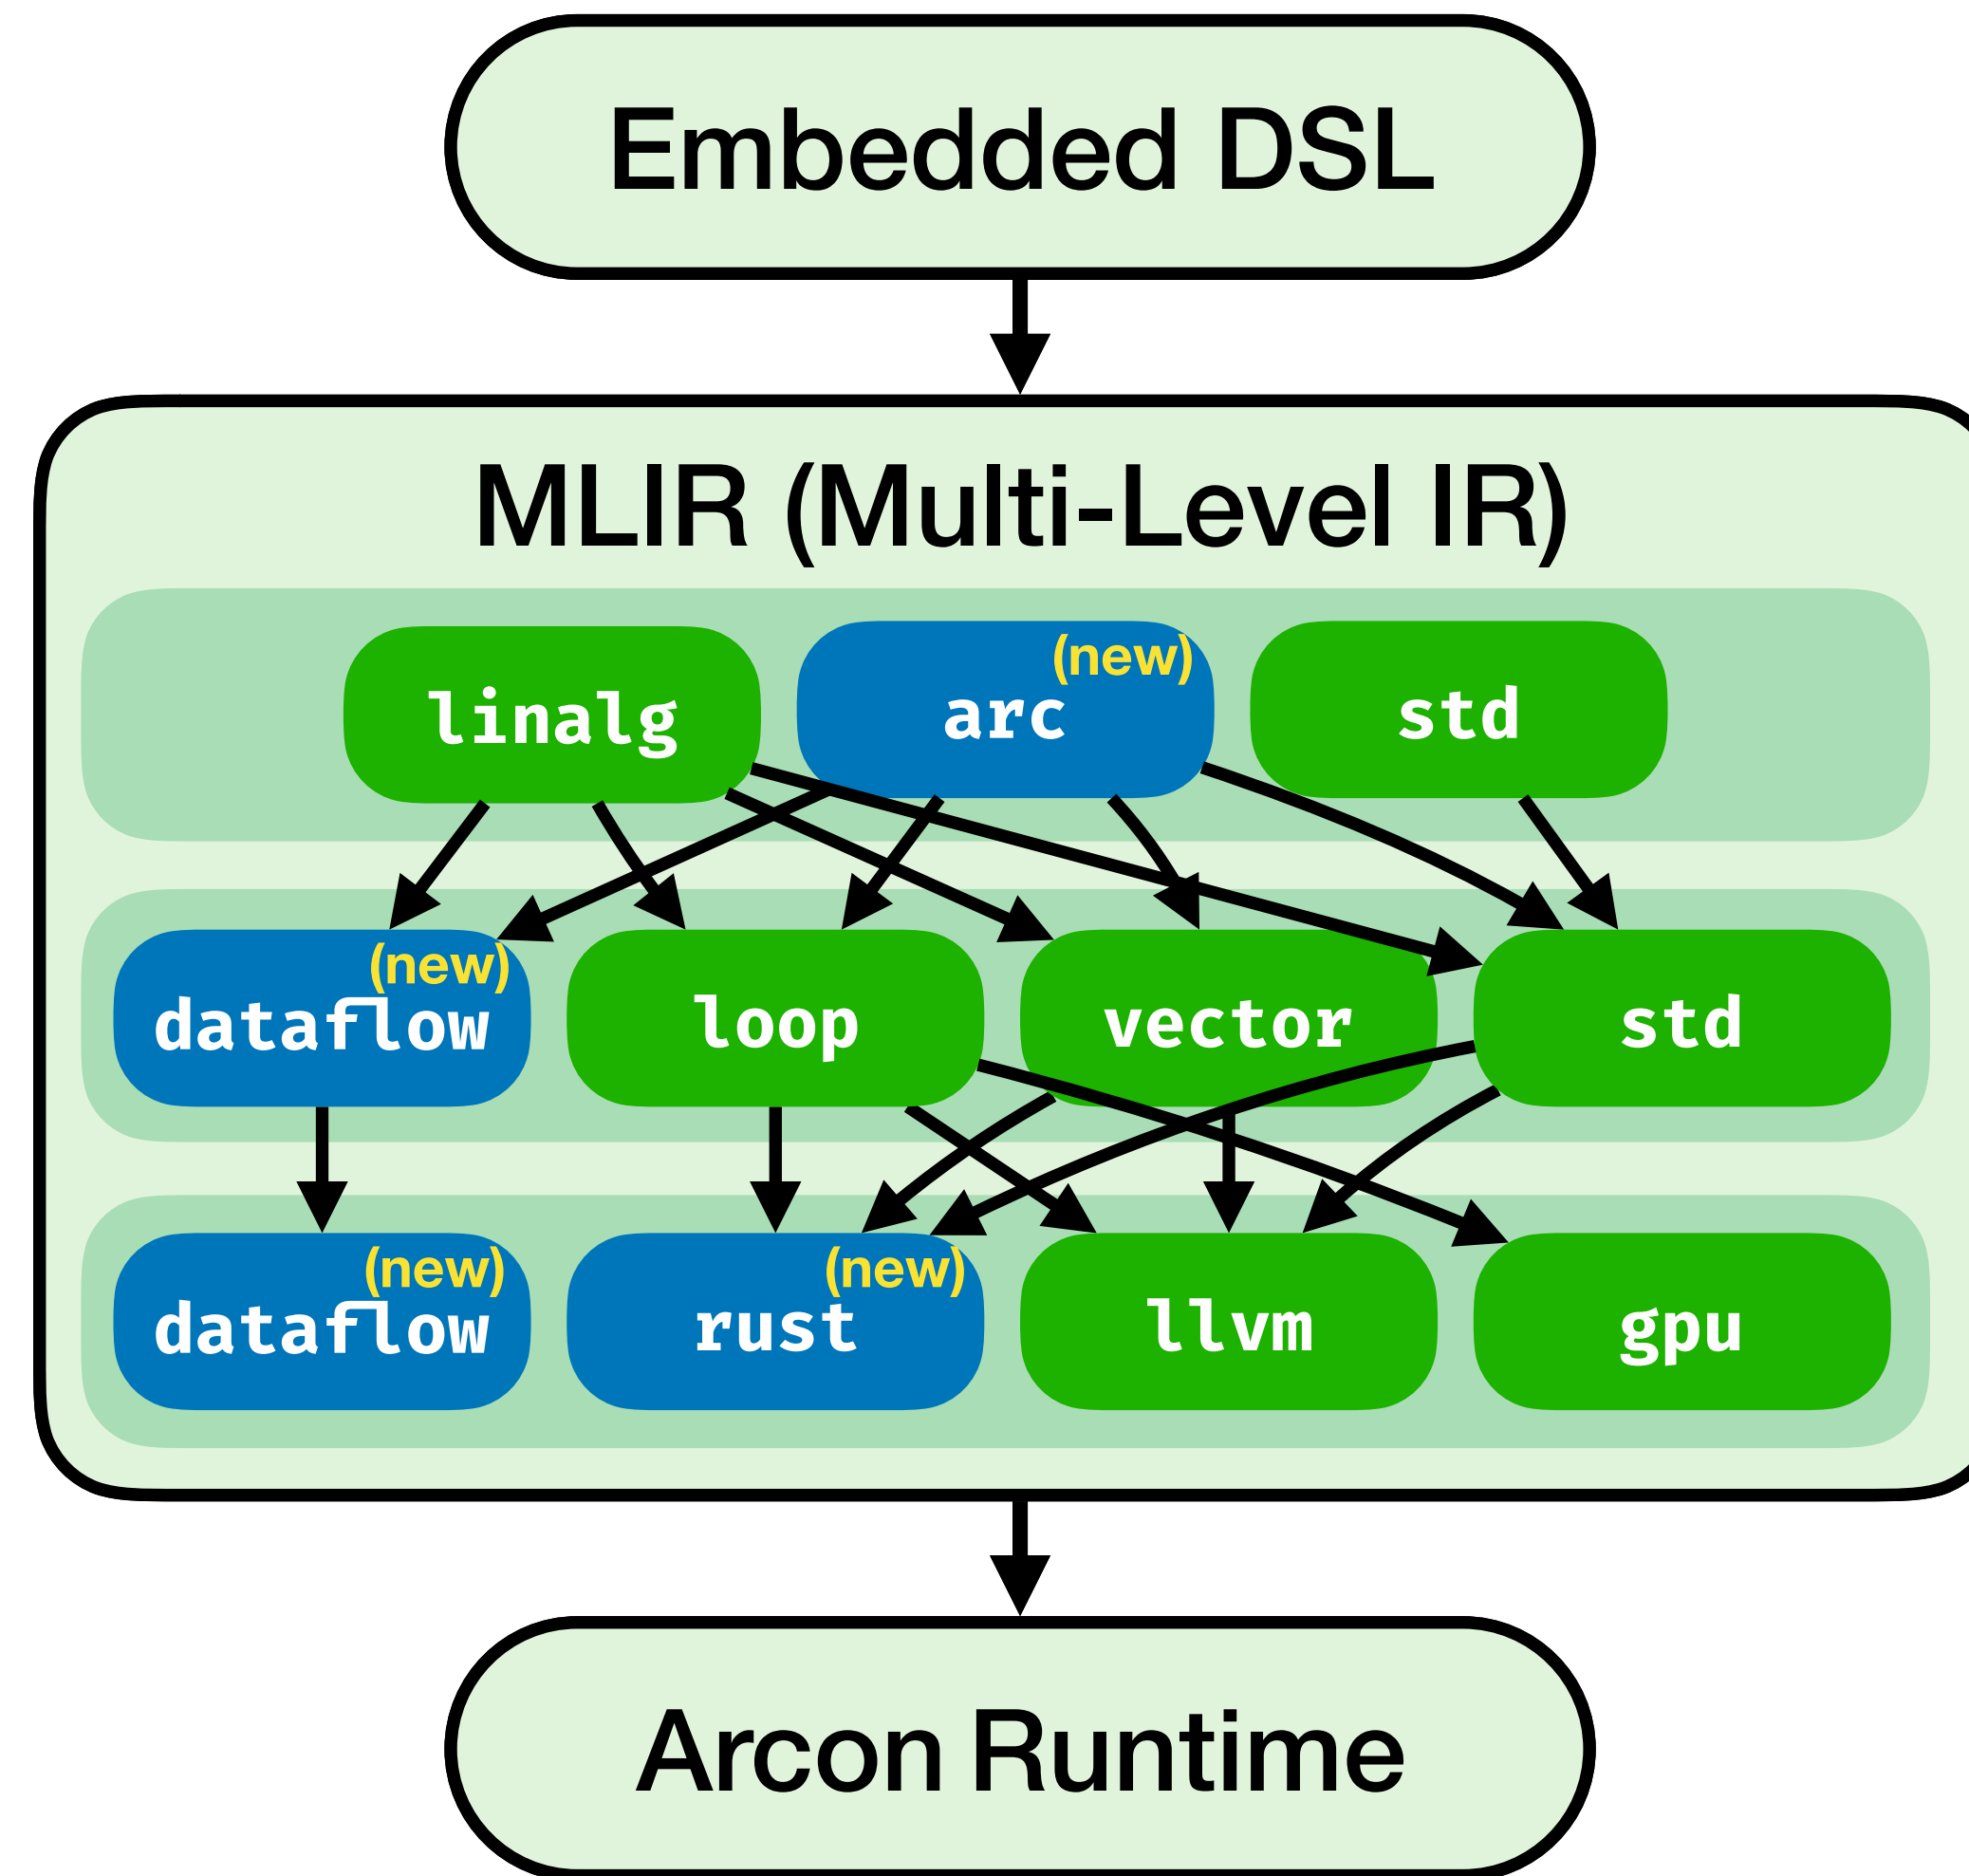 Embedded DSL
MLIR (Multi-Level IR)
linalg
(new)
arc
std
(new)
dataflow
loop
vector
std
(new)
dataflow
(new)
rust
llvm
gpu
Arcon Runtime